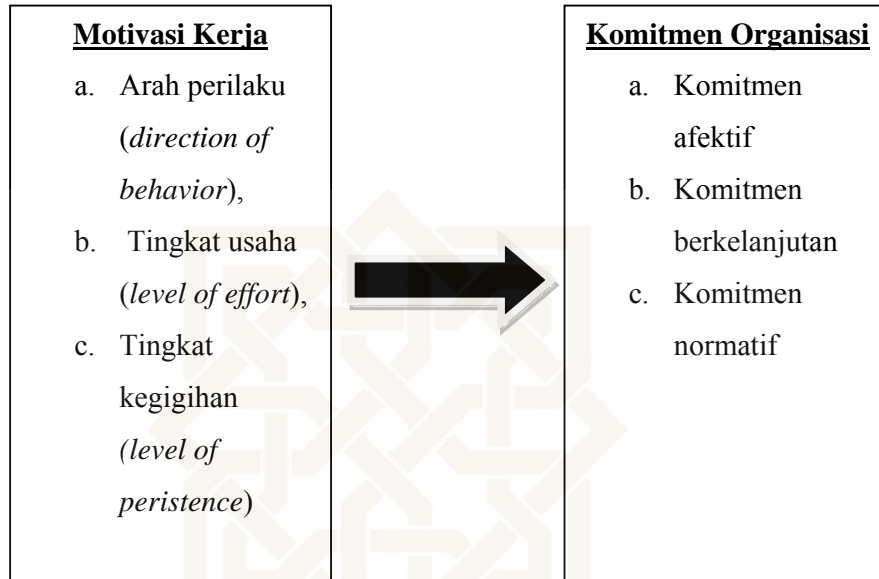 Motivasi Kerja
a. Arah perilaku
(direction of
behavior),
b. Tingkat usaha
(level of effort),
c. Tingkat
kegigihan
(level of
peristence)
Komitmen Organisasi
a. Komitmen
afektif
b. Komitmen
berkelanjutan
c. Komitmen
normatif